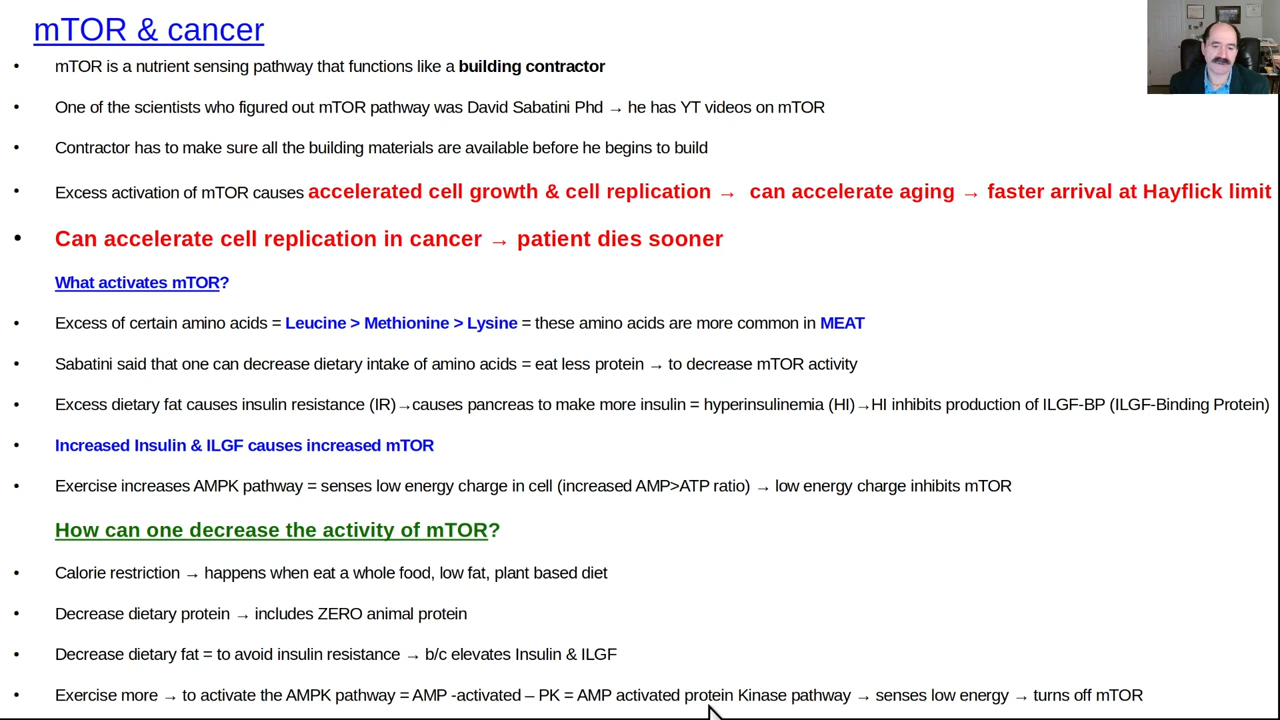 mTOR & cancer
• mTOR is a nutrient sensing pathway that functions like a building contractor
• One of the scientists who figured out mTOR pathway was David Sabatini Phd → he has YT videos on mTOR
• Contractor has to make sure all the building materials are available before he begins to build
• Excess activation of mTOR causes accelerated cell growth & cell replication → can accelerate aging → faster arrival at Hayflick limit
• Can accelerate cell replication in cancer → patient dies sooner
What activates mTOR?
• Excess of certain amino acids = Leucine > Methionine > Lysine = these amino acids are more common in MEAT
• Sabatini said that one can decrease dietary intake of amino acids = eat less protein → to decrease mTOR activity
• Excess dietary fat causes insulin resistance (IR)→causes pancreas to make more insulin = hyperinsulinemia (HI)→HI inhibits production of ILGF-BP (ILGF-Binding Protein)
• Increased Insulin & ILGF causes increased mTOR
• Exercise increases AMPK pathway = senses low energy charge in cell (increased AMP>ATP ratio) → low energy charge inhibits mTOR
How can one decrease the activity of mTOR?
• Calorie restriction → happens when eat a whole food, low fat, plant based diet
• Decrease dietary protein → includes ZERO animal protein
• Decrease dietary fat = to avoid insulin resistance → b/c elevates Insulin & ILGF
• Exercise more → to activate the AMPK pathway = AMP -activated – PK = AMP activated protein Kinase pathway → senses low energy → turns off mTOR